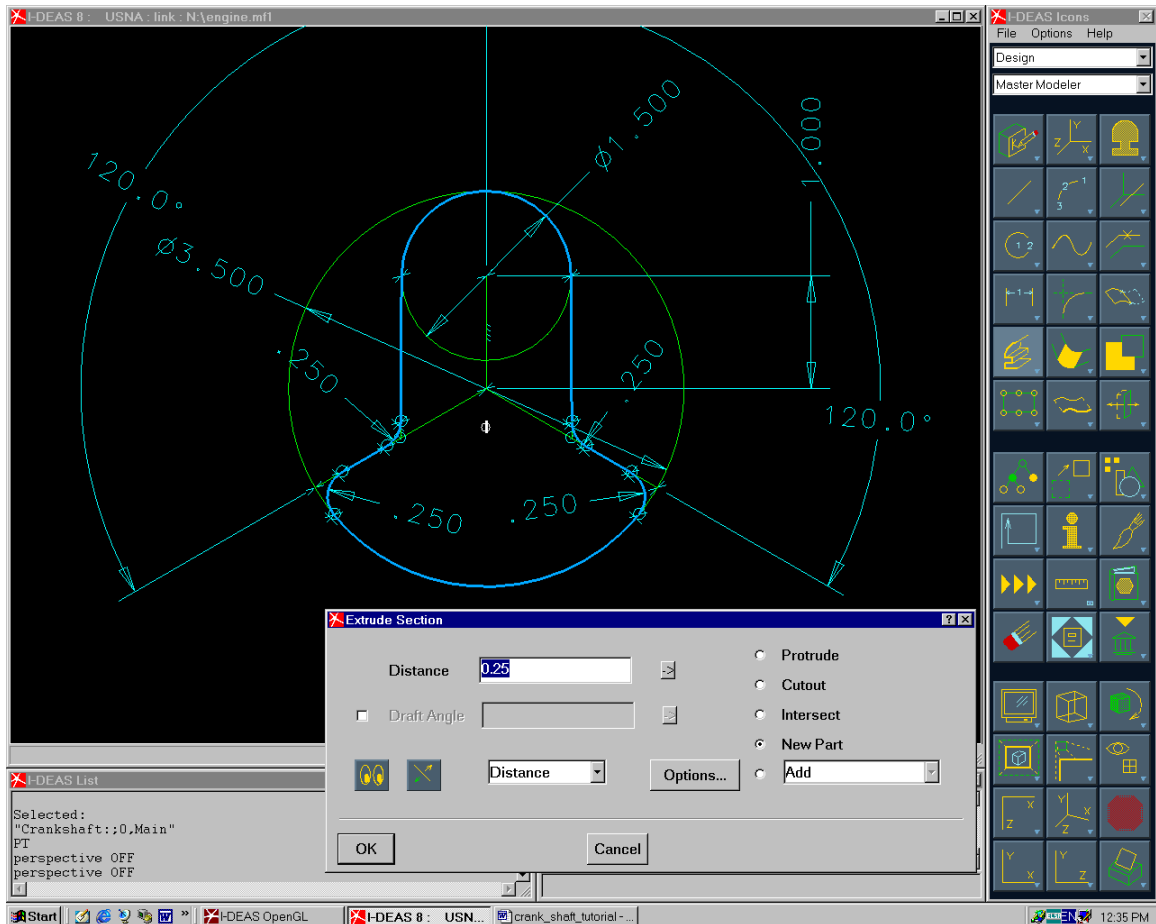 I-DEAS 8 : USNA : link : N:\engine.mf1
120.0°
Ø3.500
Ø1.500
1.000
.250
.250
120.0°
.250
.250
I-DEAS Icons
File Options Help
Design
Master Modeler
Extrude Section
Distance
0.25
->
Draft Angle
->
Distance
Options...
Protrude
Cutout
Intersect
New Part
Add
OK
Cancel
I-DEAS List
Selected:
"Crankshaft:;0,Main"
PT
perspective OFF
perspective OFF
Start
I-DEAS OpenGL
I-DEAS 8 : USN...
crank_shaft_tutorial - ...
EN
12:35 PM